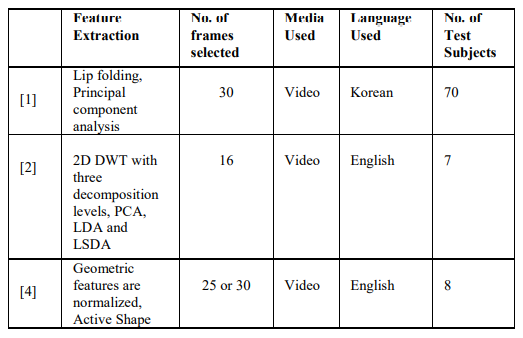 Feature Extraction | No. of frames selected | Media Used | Language Used | No. of Test Subjects
[1] | Lip folding, Principal component analysis | 30 | Video | Korean | 70
[2] | 2D DWT with three decomposition levels, PCA, LDA and LSDA | 16 | Video | English | 7
[4] | Geometric features are normalized, Active Shape | 25 or 30 | Video | English | 8